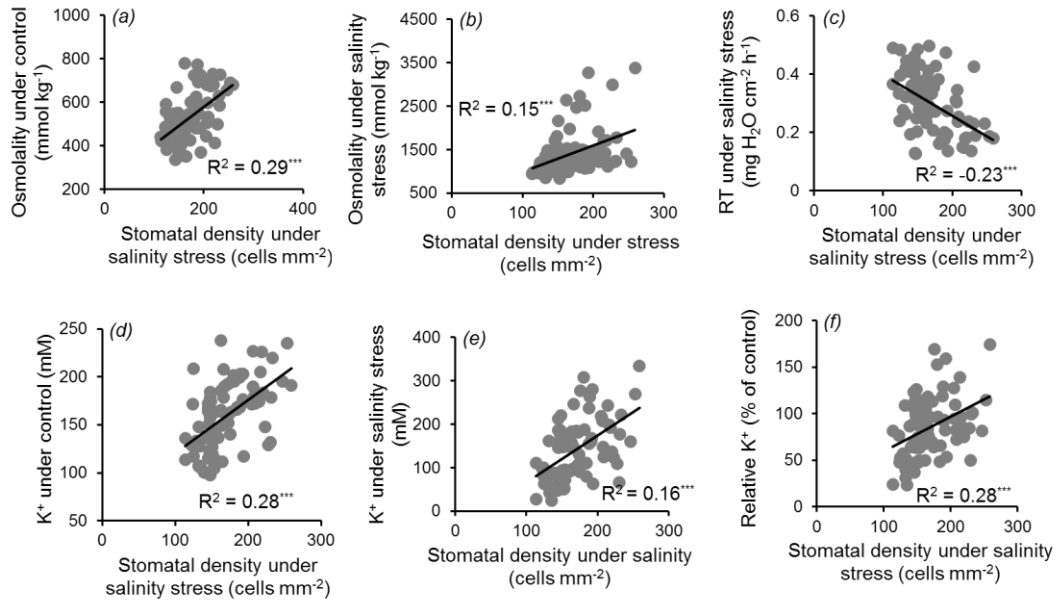 (a)
Osmolality under control
(mmol kg⁻¹)
1000
800
600
400
200
R² = 0.29***
0
200
400
Stomatal density under
salinity stress (cells mm⁻²)
(b)
Osmolality under salinity
stress (mmol kg⁻¹)
4500
3500
2500
1500
500
R² = 0.15***
0
100
200
300
Stomatal density under stress
(cells mm⁻²)
(c)
RT under salinity stress
(mg H₂O cm⁻² h⁻¹)
0.6
0.4
0.2
0
R² = -0.23***
0
100
200
300
Stomatal density under
salinity stress (cells mm⁻²)
(d)
K⁺ under control (mM)
250
200
150
100
50
R² = 0.28***
0
100
200
300
Stomatal density under
salinity stress (cells mm⁻²)
(e)
K⁺ under salinity stress
(mM)
400
300
200
100
0
R² = 0.16***
0
100
200
300
Stomatal density under salinity
(cells mm⁻²)
(f)
Relative K⁺ (% of control)
200
150
100
50
0
R² = 0.28***
0
100
200
300
Stomatal density under salinity
stress (cells mm⁻²)